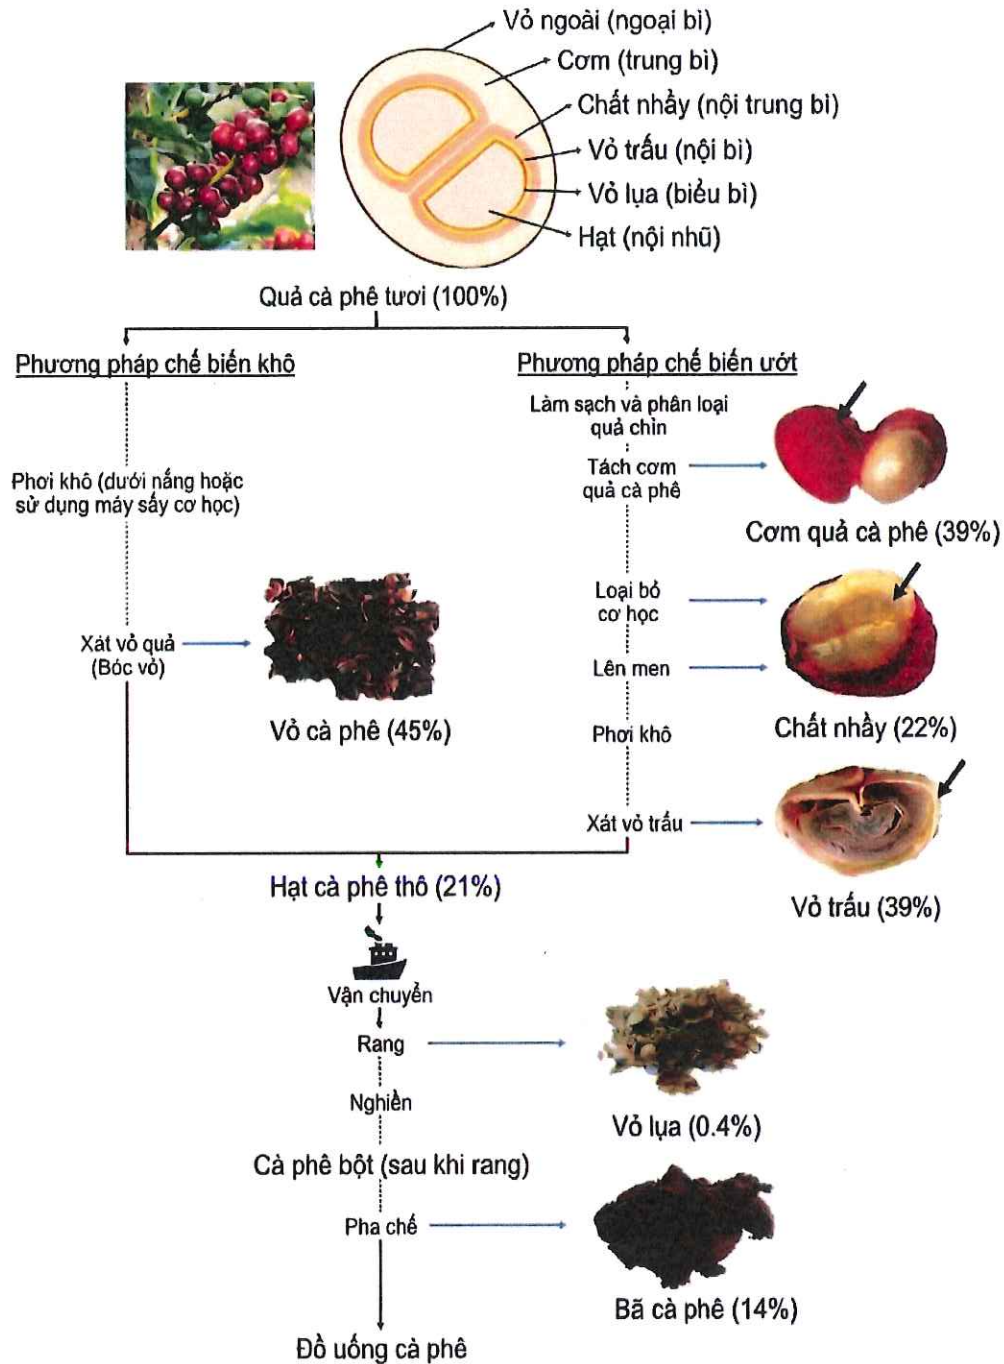 Vỏ ngoài (ngoại bì)
Cơm (trung bì)
Chất nhầy (nội trung bì)
Vỏ trấu (nội bì)
Vỏ lụa (biểu bì)
Hạt (nội nhũ)
Quả cà phê tươi (100%)
Phương pháp chế biến khô
Phơi khô (dưới nắng hoặc
sử dụng máy sấy cơ học)
Xát vỏ quả
(Bóc vỏ)
Vỏ cà phê (45%)
Phương pháp chế biến ướt
Làm sạch và phân loại
quả chín
Tách cơm
quả cà phê
Cơm quả cà phê (39%)
Loại bỏ
cơ học
Lên men
Chất nhầy (22%)
Phơi khô
Xát vỏ trấu
Vỏ trấu (39%)
Hạt cà phê thô (21%)
Vận chuyển
Rang
Vỏ lụa (0.4%)
Nghiền
Cà phê bột (sau khi rang)
Pha chế
Bã cà phê (14%)
Đồ uống cà phê